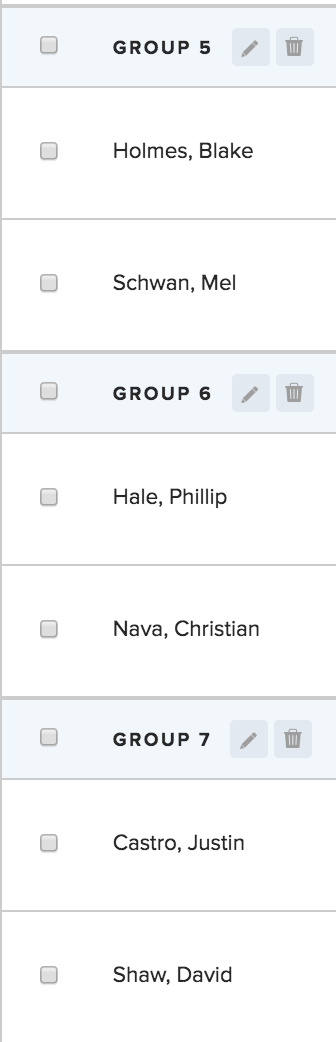 GROUP 5
Holmes, Blake
Schwan, Mel
GROUP 6
Hale, Phillip
Nava, Christian
GROUP 7
Castro, Justin
Shaw, David